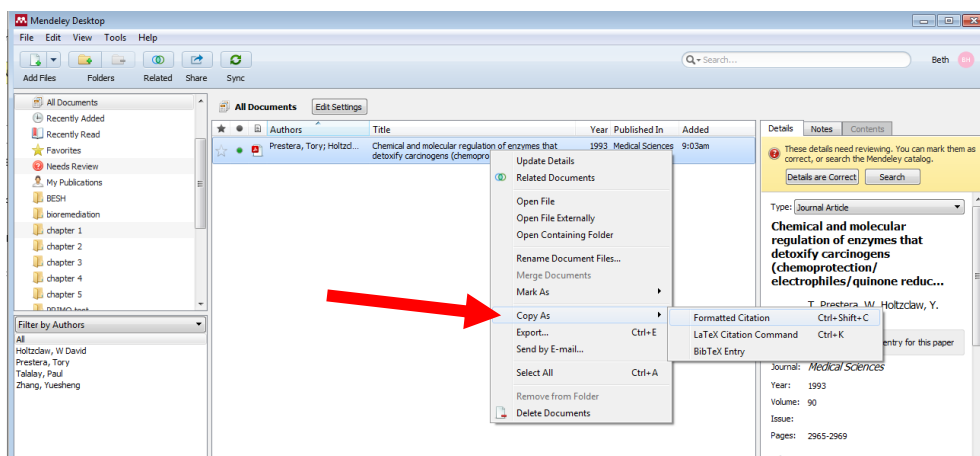 Mendeley Desktop
File Edit View Tools Help
Search...
Beth
BH
Add Files Folders Related Share Sync
All Documents
Recently Added
Recently Read
Favorites
Needs Review
My Publications
BESH
bioremediation
chapter 1
chapter 2
chapter 3
chapter 4
chapter 5
Filter by Authors
All
Holtzclaw, W David
Prestera, Tory
Talalay, Paul
Zhang, Yuesheng
All Documents Edit Settings
Authors Title Year Published In Added
Prestera, Tory; Holtzcl... Chemical and molecular regulation of enzymes that 1993 Medical Sciences 9:03am
detoxify carcinogens (chemopro
Update Details
Related Documents
Open File
Open File Externally
Open Containing Folder
Rename Document Files...
Merge Documents
Mark As
Copy As
Export... Ctrl+E
Send by E-mail...
Select All Ctrl+A
Remove from Folder
Delete Documents
Formatted Citation Ctrl+Shift+C
LaTeX Citation Command Ctrl+K
BibTeX Entry
Details Notes Contents
These details need reviewing. You can mark them as
correct, or search the Mendeley catalog.
Details are Correct Search
Type: Journal Article
Chemical and molecular
regulation of enzymes that
detoxify carcinogens
(chemoprotection/
electrophiles/quinone reduc...
T. Prestera, W. Holtzclaw, Y.
entry for this paper
Journal: Medical Sciences
Year: 1993
Volume: 90
Issue:
Pages: 2965-2969